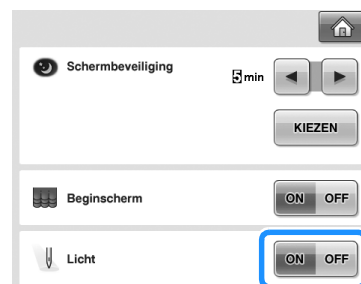 Schermbeveiliging
5 min
KIEZEN
Beginscherm
ON OFF
Licht
ON OFF